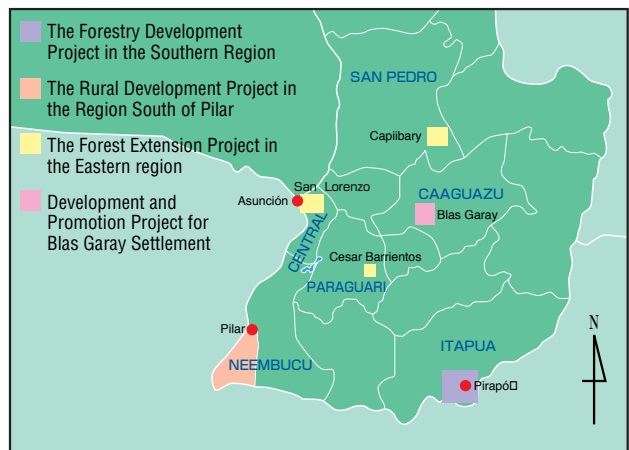 The Forestry Development
Project in the Southern Region
The Rural Development Project in
the Region South of Pilar
The Forest Extension Project in
the Eastern region
Development and
Promotion Project for
Blas Garay Settlement
SAN PEDRO
Capiibary
San Lorenzo
Asunción
CAAGUAZU
Blas Garay
CENTRAL
Cesar Barrientos
PARAGUARI
Pilar
NEEMBUCU
ITAPUA
Pirapó□
N